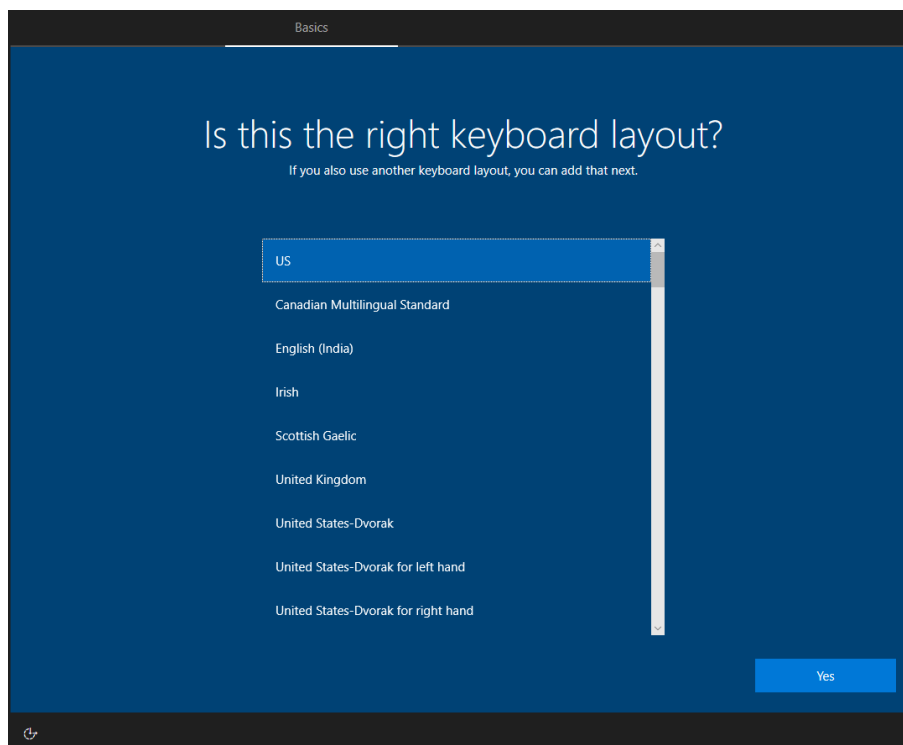 Basics
Is this the right keyboard layout?
If you also use another keyboard layout, you can add that next.
US
Canadian Multilingual Standard
English (India)
Irish
Scottish Gaelic
United Kingdom
United States-Dvorak
United States-Dvorak for left hand
United States-Dvorak for right hand
Yes